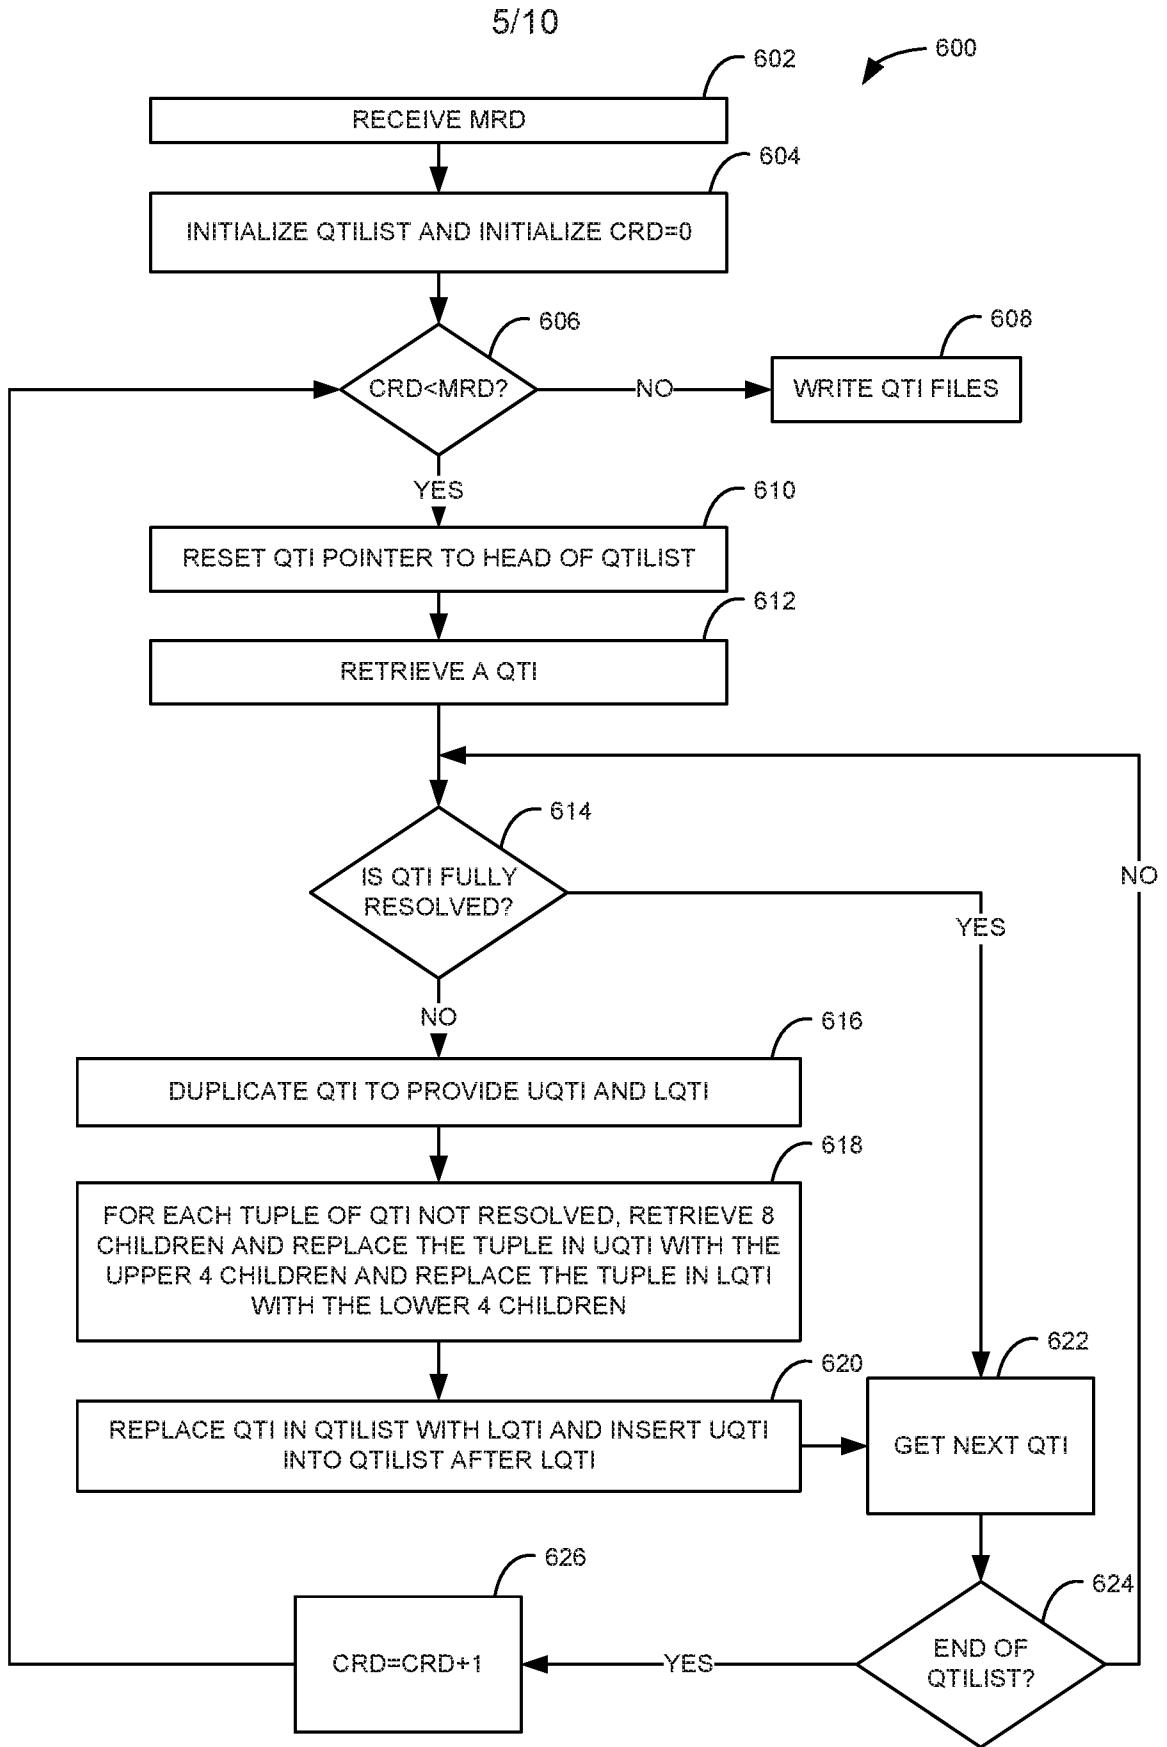 5/10
600
602
RECEIVE MRD
604
INITIALIZE QTILIST AND INITIALIZE CRD=0
606
CRD<MRD?
NO
608
WRITE QTI FILES
YES
610
RESET QTI POINTER TO HEAD OF QTILIST
612
RETRIEVE A QTI
614
IS QTI FULLY
RESOLVED?
NO
YES
NO
616
DUPLICATE QTI TO PROVIDE UQTI AND LQTI
618
FOR EACH TUPLE OF QTI NOT RESOLVED, RETRIEVE 8
CHILDREN AND REPLACE THE TUPLE IN UQTI WITH THE
UPPER 4 CHILDREN AND REPLACE THE TUPLE IN LQTI
WITH THE LOWER 4 CHILDREN
620
REPLACE QTI IN QTILIST WITH LQTI AND INSERT UQTI
INTO QTILIST AFTER LQTI
622
GET NEXT QTI
624
END OF
QTILIST?
YES
626
CRD=CRD+1